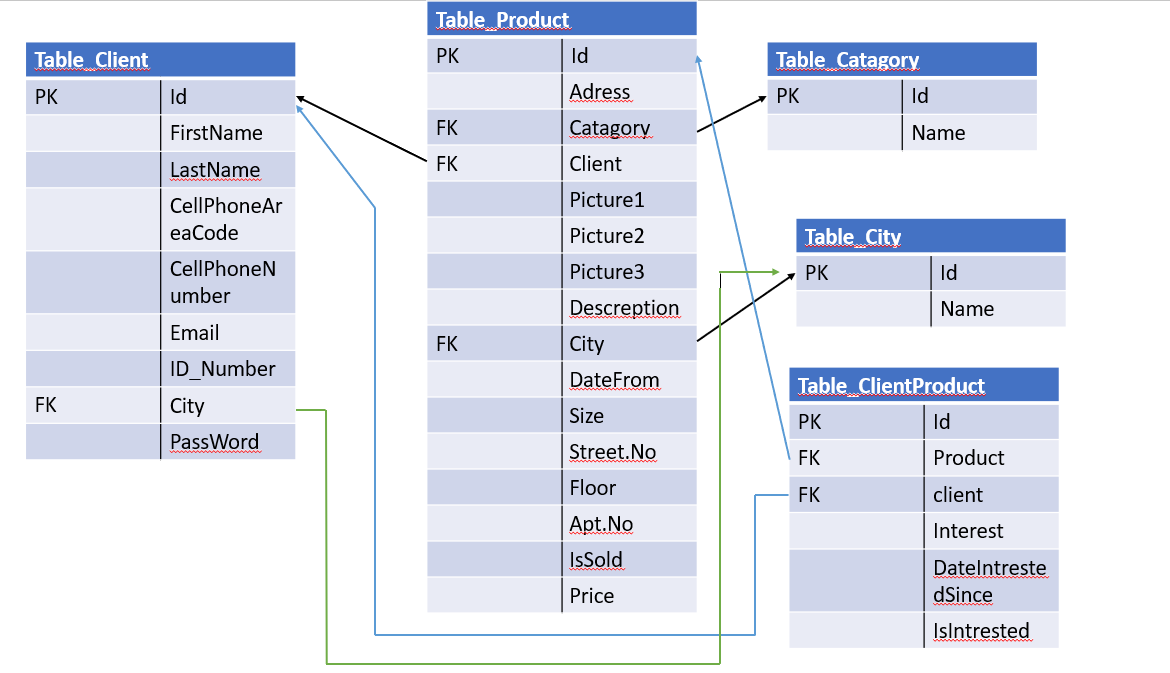 Table_Client
PK Id
FirstName
LastName
CellPhoneAr
eaCode
CellPhoneN
umber
Email
ID_Number
FK City
PassWord
Table_Product
PK Id
Adress
FK Catagory
FK Client
Picture1
Picture2
Picture3
Descreption
FK City
DateFrom
Size
Street.No
Floor
Apt.No
IsSold
Price
Table_Catagory
PK Id
Name
Table_City
PK Id
Name
Table_ClientProduct
PK Id
FK Product
FK client
Interest
DateIntreste
dSince
IsIntrested